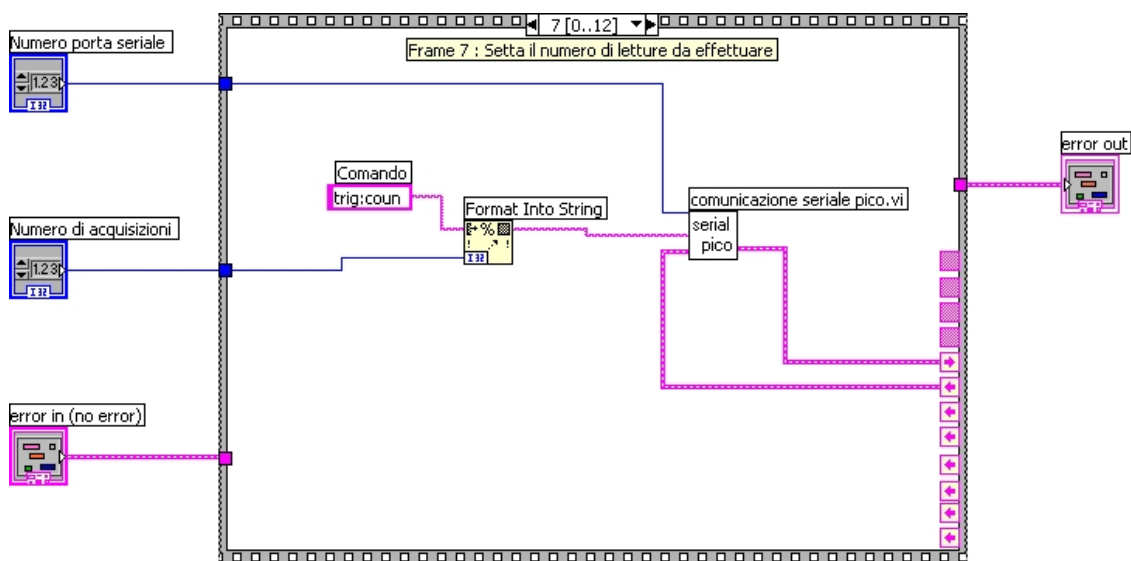 7 [0..12]
Numero porta seriale
Frame 7 : Setta il numero di letture da effettuare
1.23
I32
error out
Comando
trig:coun
comunicazione seriale pico.vi
Format Into String
serial
pico
Numero di acquisizioni
%
I32
1.23
I32
error in (no error)